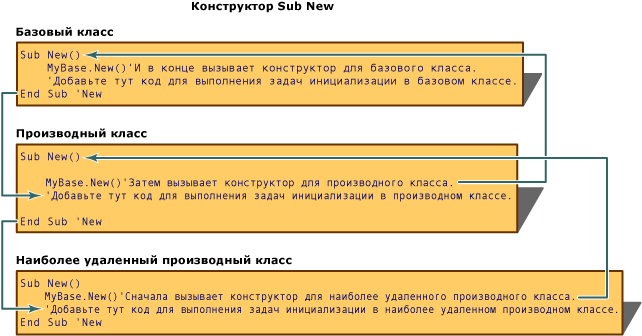 Конструктор Sub New
Базовый класс
Sub New()
MyBase.New()'И в конце вызывает конструктор для базового класса.
'Добавьте тут код для выполнения задач инициализации в базовом классе.
End Sub 'New
Производный класс
Sub New()
MyBase.New()'Затем вызывает конструктор для производного класса.
'Добавьте тут код для выполнения задач инициализации в производном классе.
End Sub 'New
Наиболее удаленный производный класс
Sub New()
MyBase.New()'Сначала вызывает конструктор для наиболее удаленного производного класса.
'Добавьте тут код для выполнения задач инициализации в наиболее удаленном производном классе.
End Sub 'New